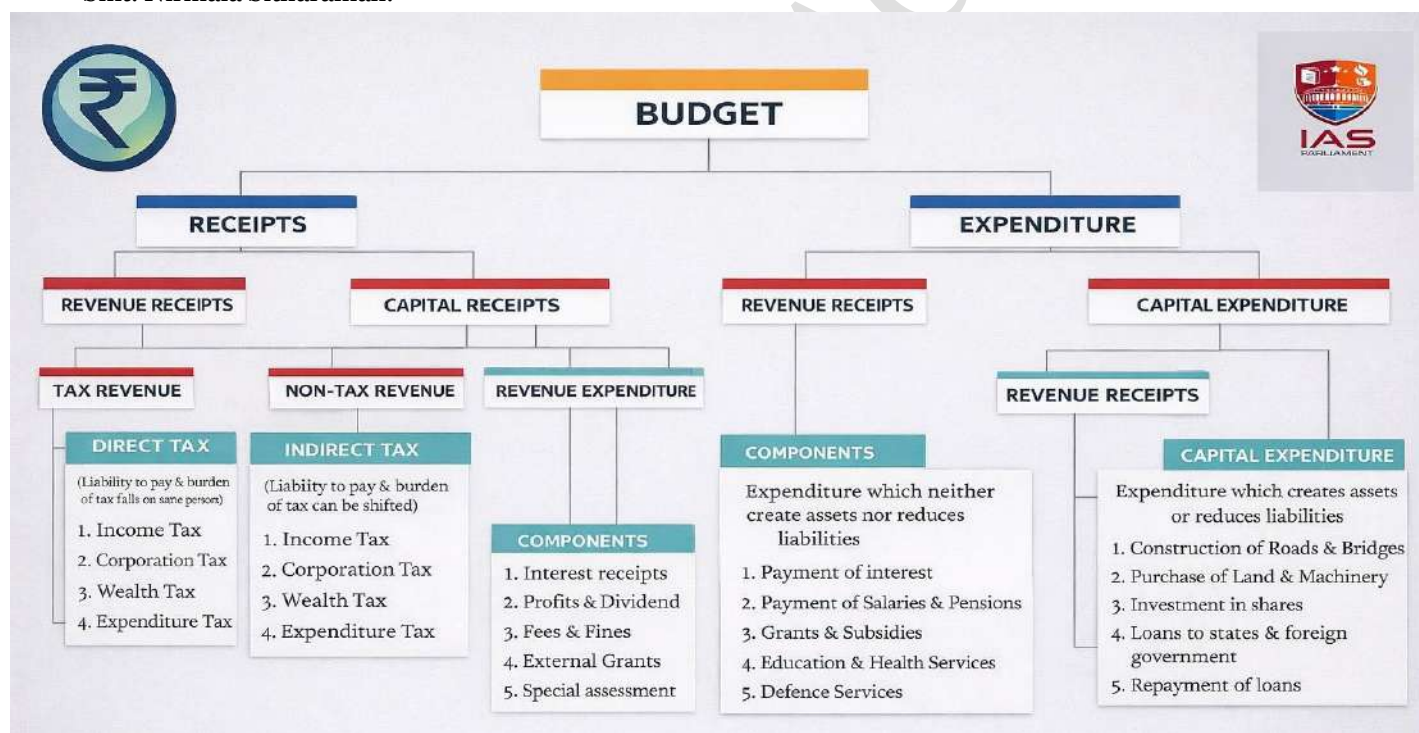 BUDGET
IAS
PARLIAMENT
RECEIPTS
EXPENDITURE
REVENUE RECEIPTS
CAPITAL RECEIPTS
REVENUE RECEIPTS
CAPITAL EXPENDITURE
TAX REVENUE
NON-TAX REVENUE
REVENUE EXPENDITURE
REVENUE RECEIPTS
DIRECT TAX
(Liability to pay & burden
of tax falls on sane person)
1. Income Tax
2. Corporation Tax
3. Wealth Tax
4. Expenditure Tax
INDIRECT TAX
(Liability to pay & burden
of tax can be shifted)
1. Income Tax
2. Corporation Tax
3. Wealth Tax
4. Expenditure Tax
COMPONENTS
1. Interest receipts
2. Profits & Dividend
3. Fees & Fines
4. External Grants
5. Special assessment
COMPONENTS
Expenditure which neither
create assets nor reduces
liabilities
1. Payment of interest
2. Payment of Salaries & Pensions
3. Grants & Subsidies
4. Education & Health Services
5. Defence Services
CAPITAL EXPENDITURE
Expenditure which creates assets
or reduces liabilities
1. Construction of Roads & Bridges
2. Purchase of Land & Machinery
3. Investment in shares
4. Loans to states & foreign
government
5. Repayment of loans